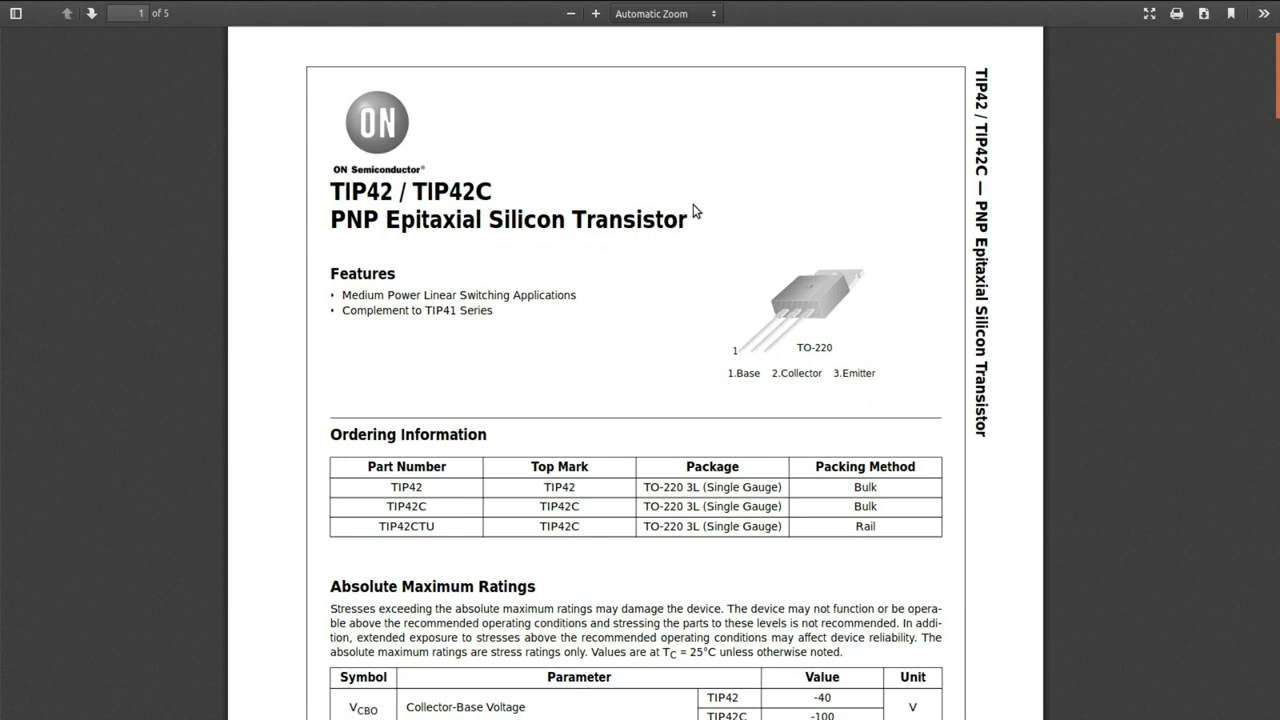 1 of 5
Automatic Zoom
ON
ON Semiconductor®
TIP42 / TIP42C
PNP Epitaxial Silicon Transistor
TIP42 / TIP42C — PNP Epitaxial Silicon Transistor
Features
• Medium Power Linear Switching Applications
• Complement to TIP41 Series
1
TO-220
1.Base 2.Collector 3.Emitter
Ordering Information
Part Number Top Mark Package Packing Method
TIP42 TIP42 TO-220 3L (Single Gauge) Bulk
TIP42C TIP42C TO-220 3L (Single Gauge) Bulk
TIP42CTU TIP42C TO-220 3L (Single Gauge) Rail
Absolute Maximum Ratings
Stresses exceeding the absolute maximum ratings may damage the device. The device may not function or be opera-
ble above the recommended operating conditions and stressing the parts to these levels is not recommended. In addi-
tion, extended exposure to stresses above the recommended operating conditions may affect device reliability. The
absolute maximum ratings are stress ratings only. Values are at TC = 25°C unless otherwise noted.
Symbol Parameter Value Unit
VCBO Collector-Base Voltage TIP42 -40 V
TIP42C -100